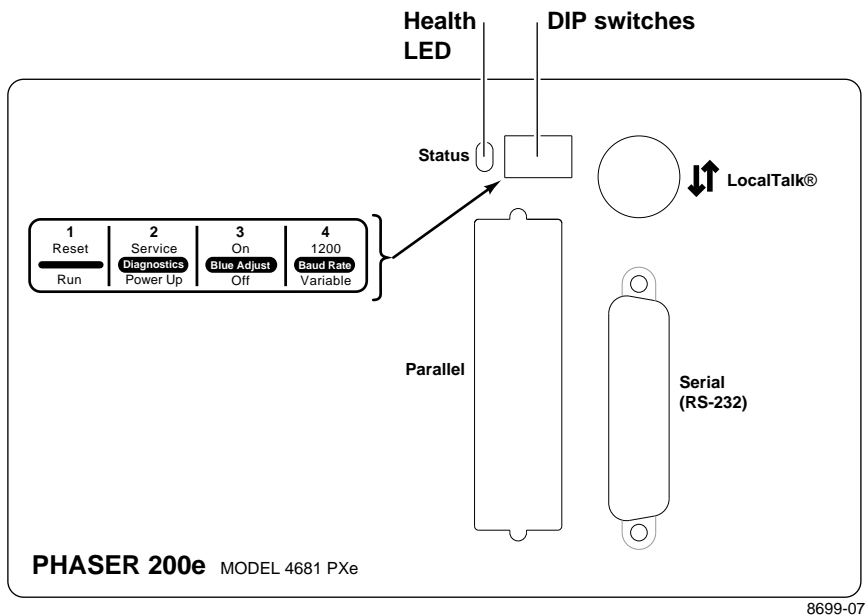 Health LED
DIP switches
Status
LocalTalk®
1 2 3 4
Reset Service On 1200
Diagnostics Blue Adjust Baud Rate
Run Power Up Off Variable
Parallel
Serial
(RS-232)
PHASER 200e MODEL 4681 PXe
8699-07